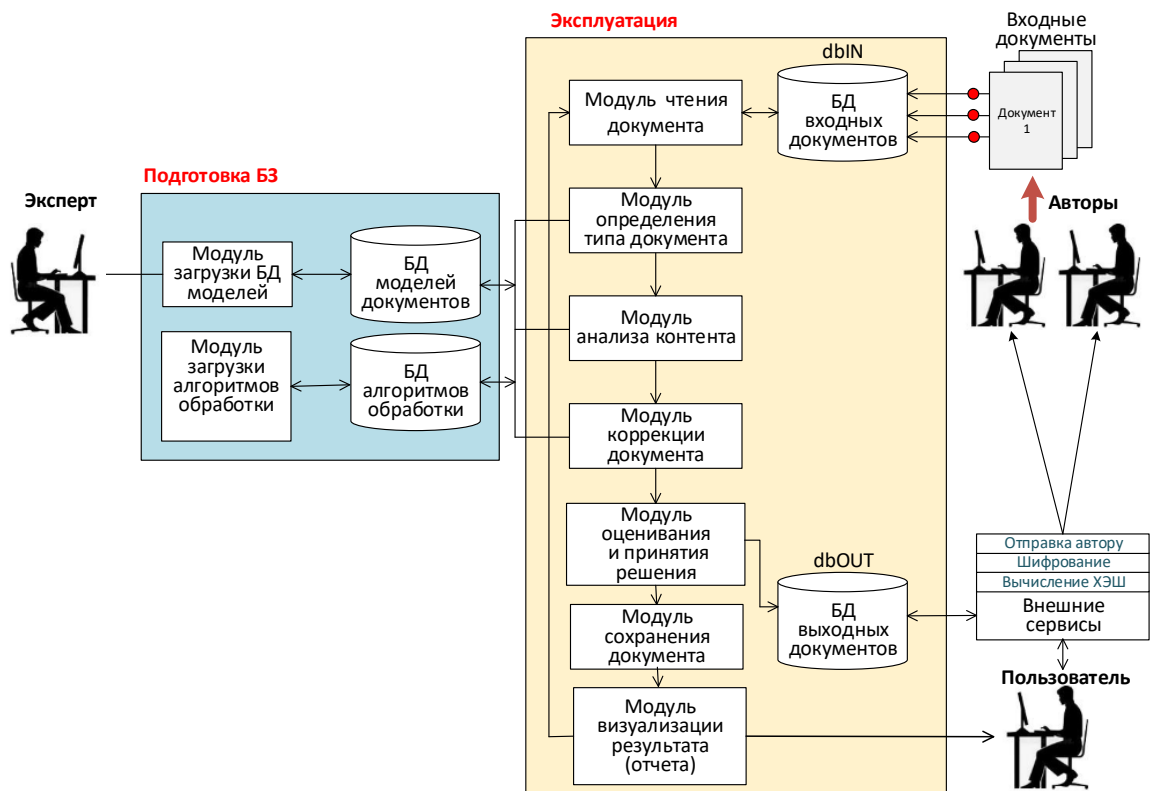 Эксплуатация
Входные
документы
dbIN
Модуль чтения
документа
БД
входных
документов
Документ
1
Подготовка БЗ
Эксперт
Авторы
Модуль
определения
типа документа
Модуль
загрузки БД
моделей
БД
моделей
документов
Модуль
анализа контента
Модуль
загрузки
алгоритмов
обработки
БД
алгоритмов
обработки
Модуль
коррекции
документа
Модуль
оценивания
и принятия
решения
dbOUT
Отправка автору
Шифрование
Вычисление ХЭШ
Внешние
сервисы
БД
выходных
документов
Модуль
сохранения
документа
Пользователь
Модуль
визуализации
результата
(отчета)